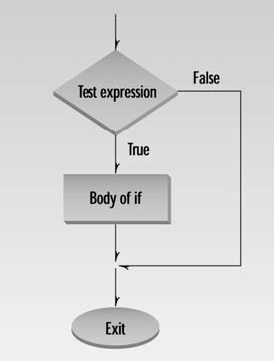 Test expression
False
True
Body of if
Exit